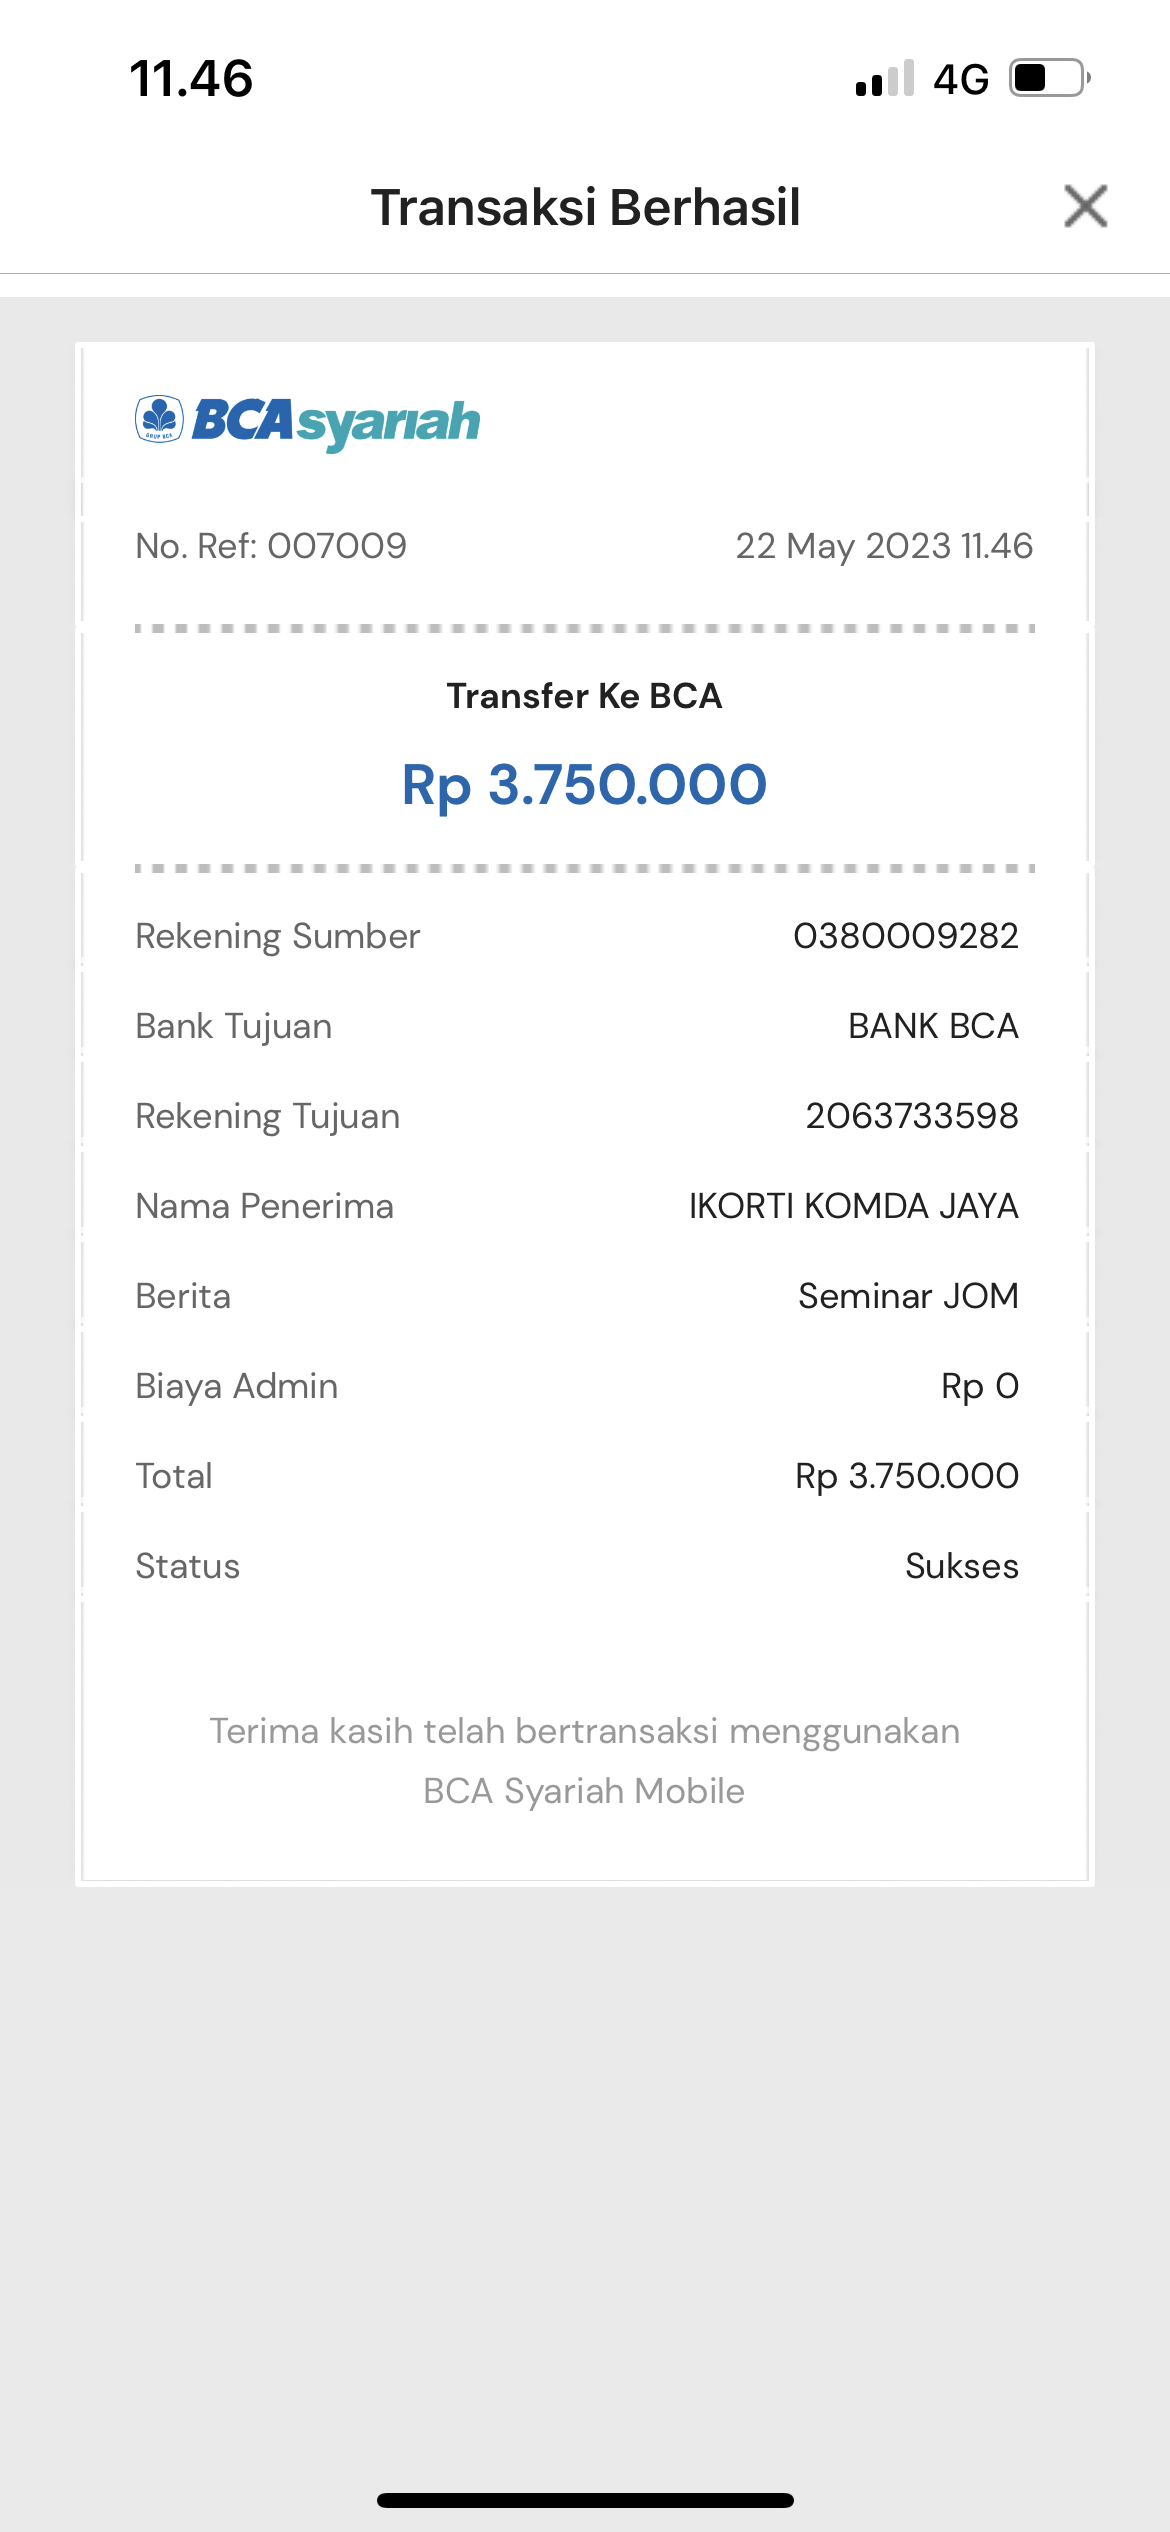 11.46
4G
Transaksi Berhasil
GRUP BCA
BCAsyariah
No. Ref: 007009
22 May 2023 11.46
Transfer Ke BCA
Rp 3.750.000
Rekening Sumber 0380009282
Bank Tujuan BANK BCA
Rekening Tujuan 2063733598
Nama Penerima IKORTI KOMDA JAYA
Berita Seminar JOM
Biaya Admin Rp 0
Total Rp 3.750.000
Status Sukses
Terima kasih telah bertransaksi menggunakan
BCA Syariah Mobile